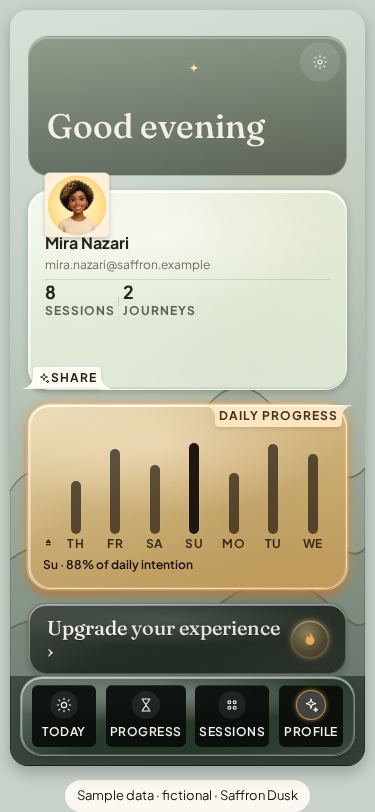 Good evening
Mira Nazari
mira.nazari@saffron.example
8 2
SESSIONS JOURNEYS
SHARE
DAILY PROGRESS
TH FR SA SU MO TU WE
Su · 88% of daily intention
Upgrade your experience
›
TODAY PROGRESS SESSIONS PROFILE
Sample data · fictional · Saffron Dusk